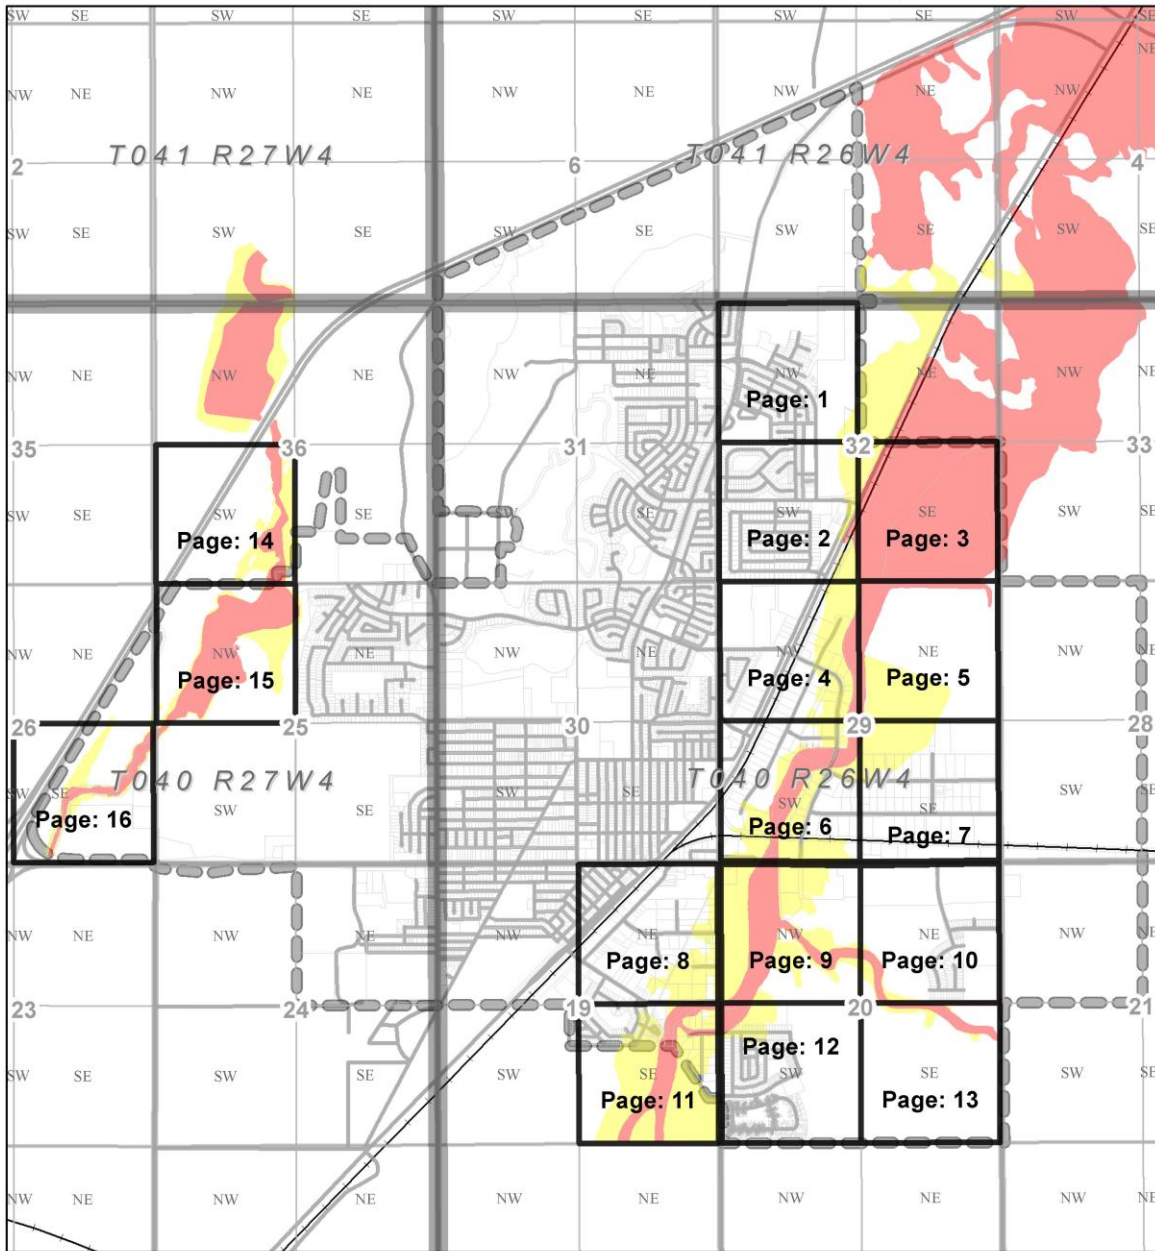 SW SE SW SE SW SE SW SE SW SE
NE
NW NE NW NE NW NE NW NE NW
T041 R27W4 T041 R26W4
2 6 4
SW SE SW SE SW SE SW SE SW SE
NW NE NW NE NW NE NW NE NW NE
Page: 1
35 36 31 32 33
SW SE SW SE SW SE SW SE SW SE
Page: 14 Page: 2 Page: 3
NW NE NW NE NW NE NW NE NW NE
Page: 15 Page: 4 Page: 5
26 25 30 29 28
T040 R27W4 T040 R26W4
SW SE SW SE SE SW SE SW SE
Page: 16 Page: 6 Page: 7
NW NE NW NE NW NE NW NE NW NE
Page: 8 Page: 9 Page: 10
23 24 19 20 21
Page: 12
SW SE SW SE SW SE SW SE SW SE
Page: 11 Page: 13
NW NE NW NE NW NE NW NE NW NE